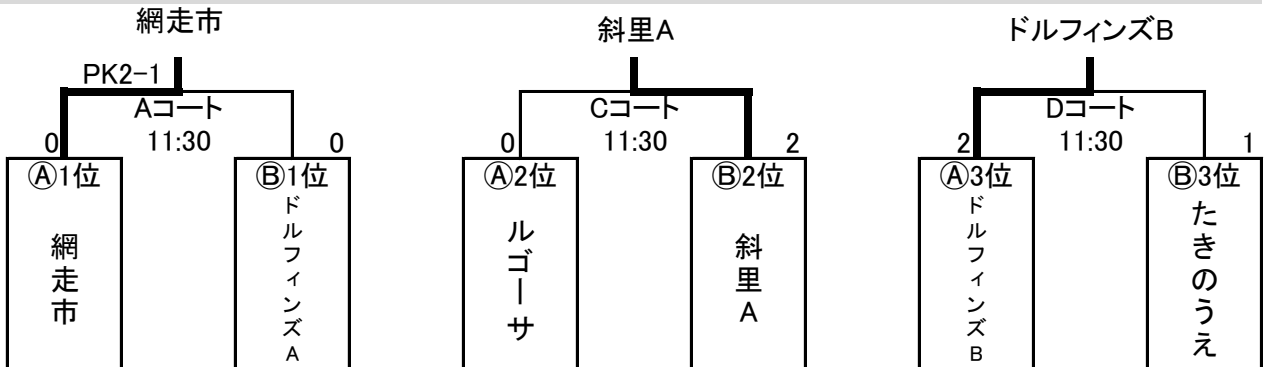 網走市
PK2-1
Aコート
11:30
0
0
Ⓐ1位
Ⓑ1位
網走市
ドルフィンズA
斜里A
Cコート
11:30
0
2
Ⓐ2位
Ⓑ2位
ルゴーサ
斜里A
ドルフィンズB
Dコート
11:30
2
1
Ⓐ3位
Ⓑ3位
ドルフィンズB
たきのうえ